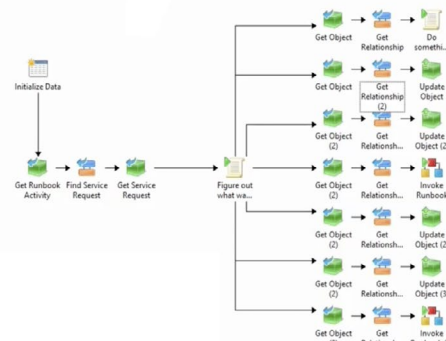 Initialize Data
Get Runbook
Activity
Find Service
Request
Get Service
Request
Figure out
what wa...
Get Object
Get
Relationship
Do
somethi...
Get Object
Get
Relationship
(2)
Update
Object
Get Object
(2)
Get
Relationsh...
Update
Object (2
Get Object
(2)
Get
Relationsh...
Invoke
Runbook
Get Object
(2)
Get
Relationsh...
Update
Object (2
Get Object
(2)
Get
Relationsh...
Update
Object (3
Get Object
Get
Invoke